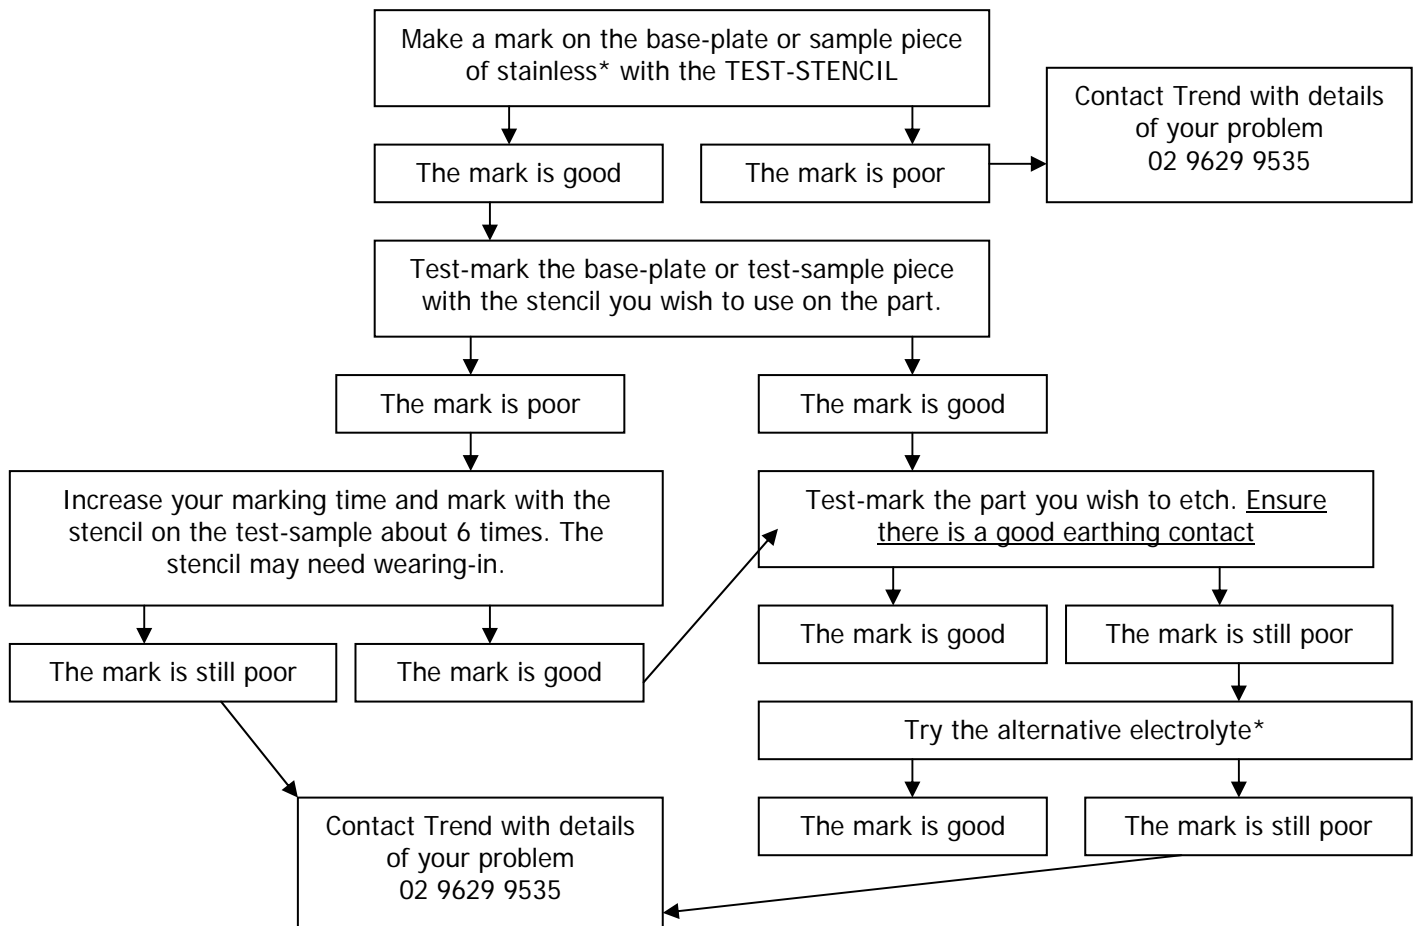 Make a mark on the base-plate or sample piece
of stainless* with the TEST-STENCIL
Contact Trend with details
of your problem
02 9629 9535
The mark is good
The mark is poor
Test-mark the base-plate or test-sample piece
with the stencil you wish to use on the part.
The mark is poor
The mark is good
Increase your marking time and mark with the
stencil on the test-sample about 6 times. The
stencil may need wearing-in.
Test-mark the part you wish to etch. Ensure
there is a good earthing contact
The mark is good
The mark is still poor
The mark is still poor
The mark is good
Try the alternative electrolyte*
The mark is good
The mark is still poor
Contact Trend with details
of your problem
02 9629 9535